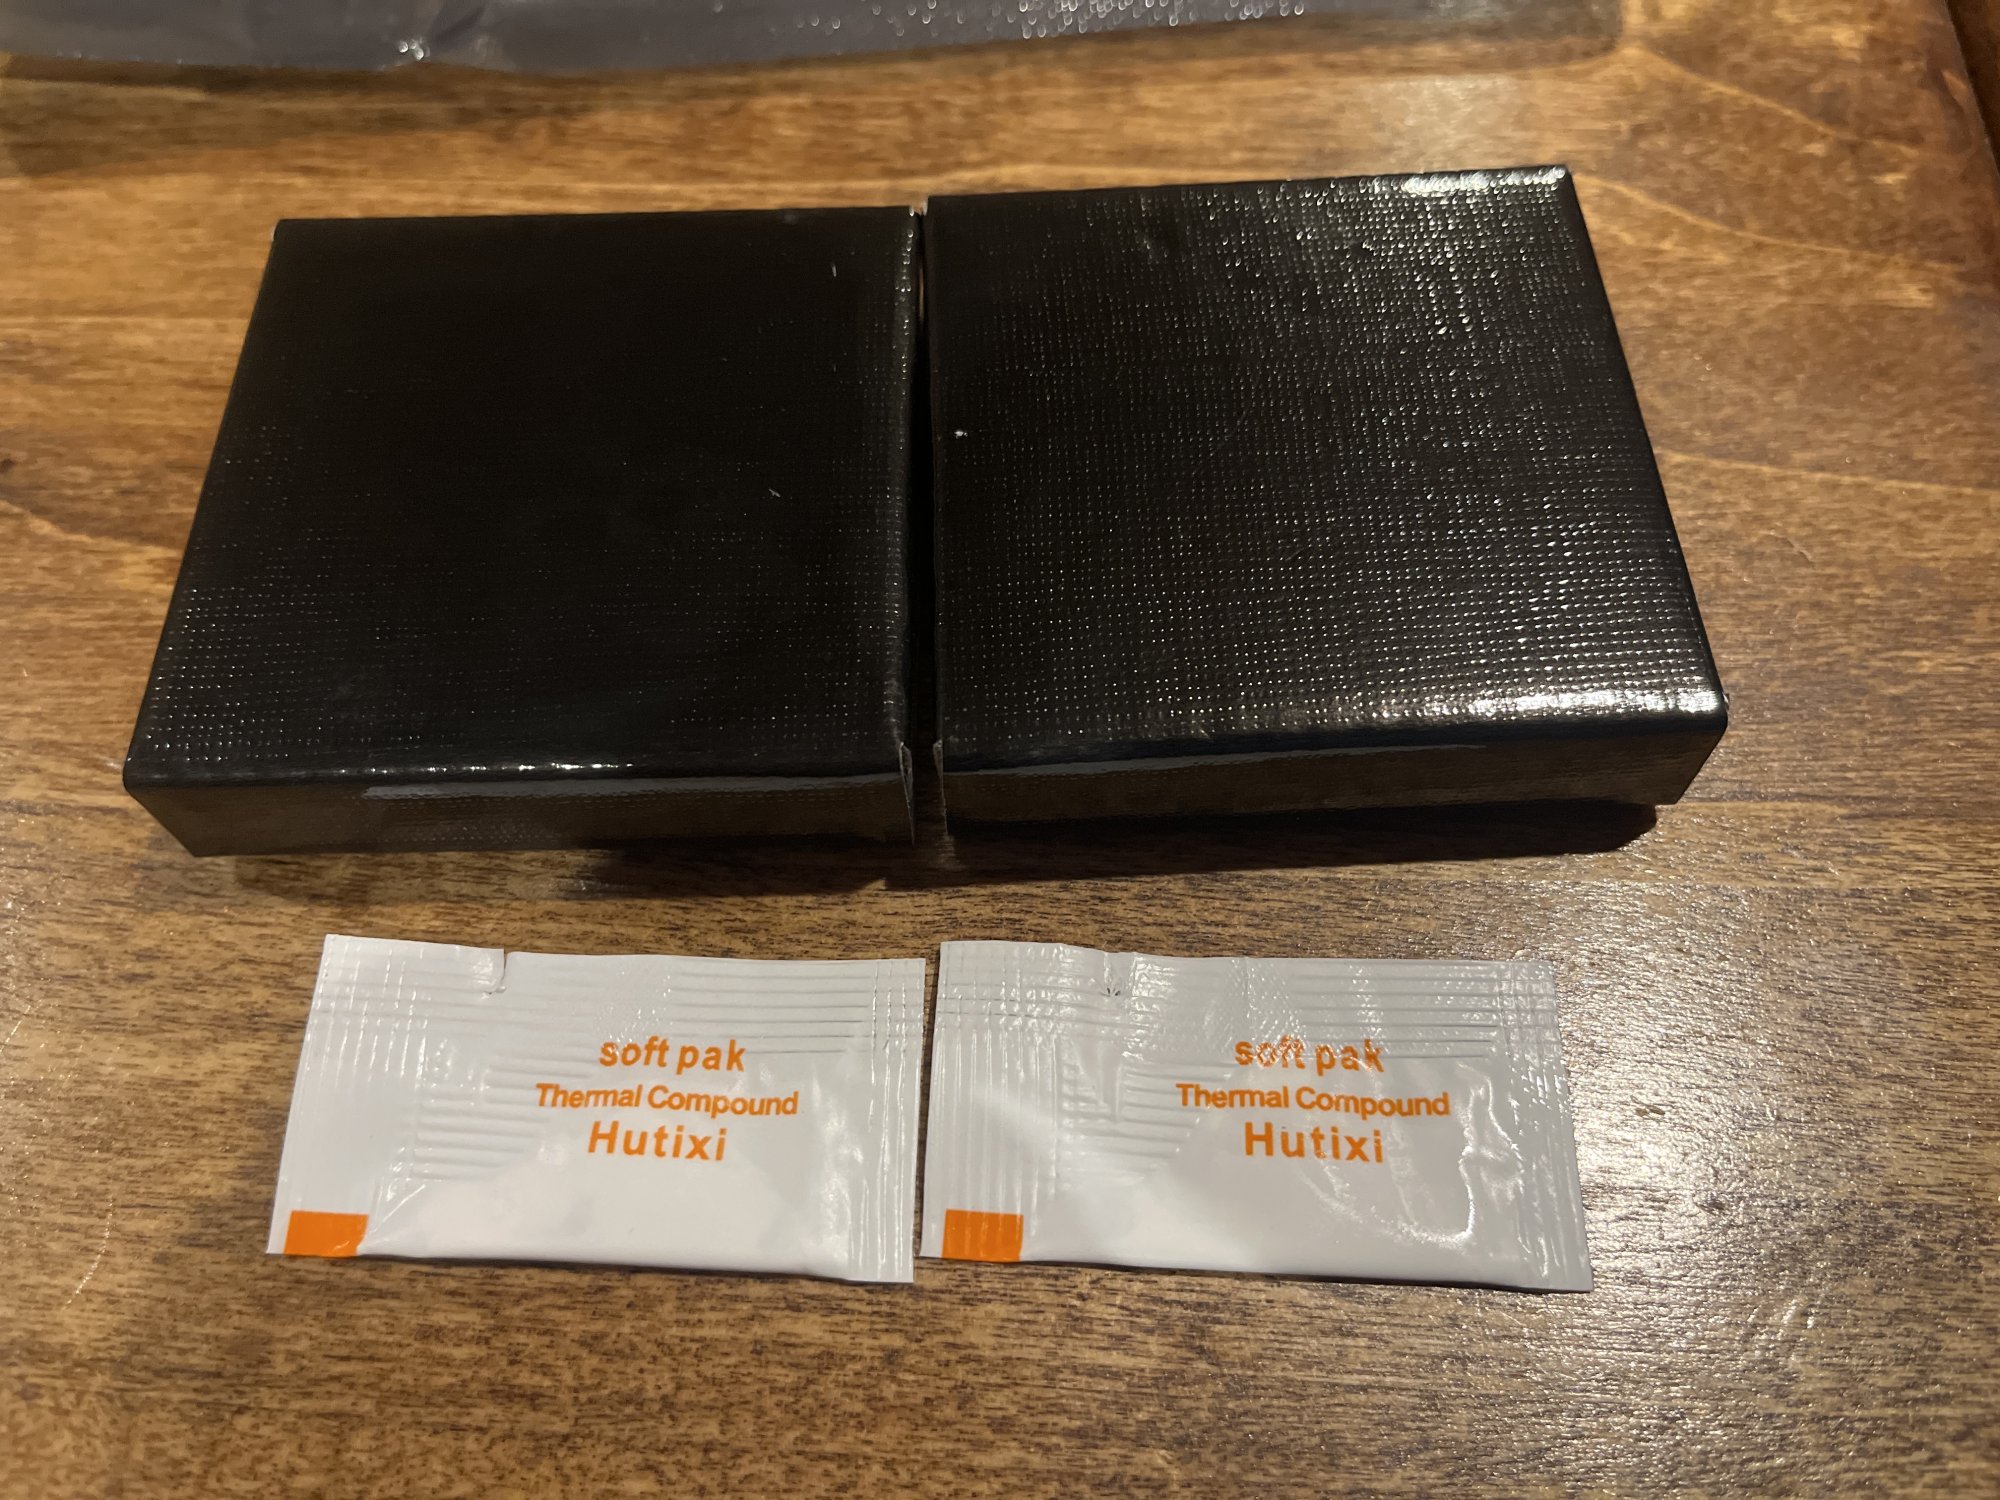 soft pak
Thermal Compound
Hutixi
soft pak
Thermal Compound
Hutixi